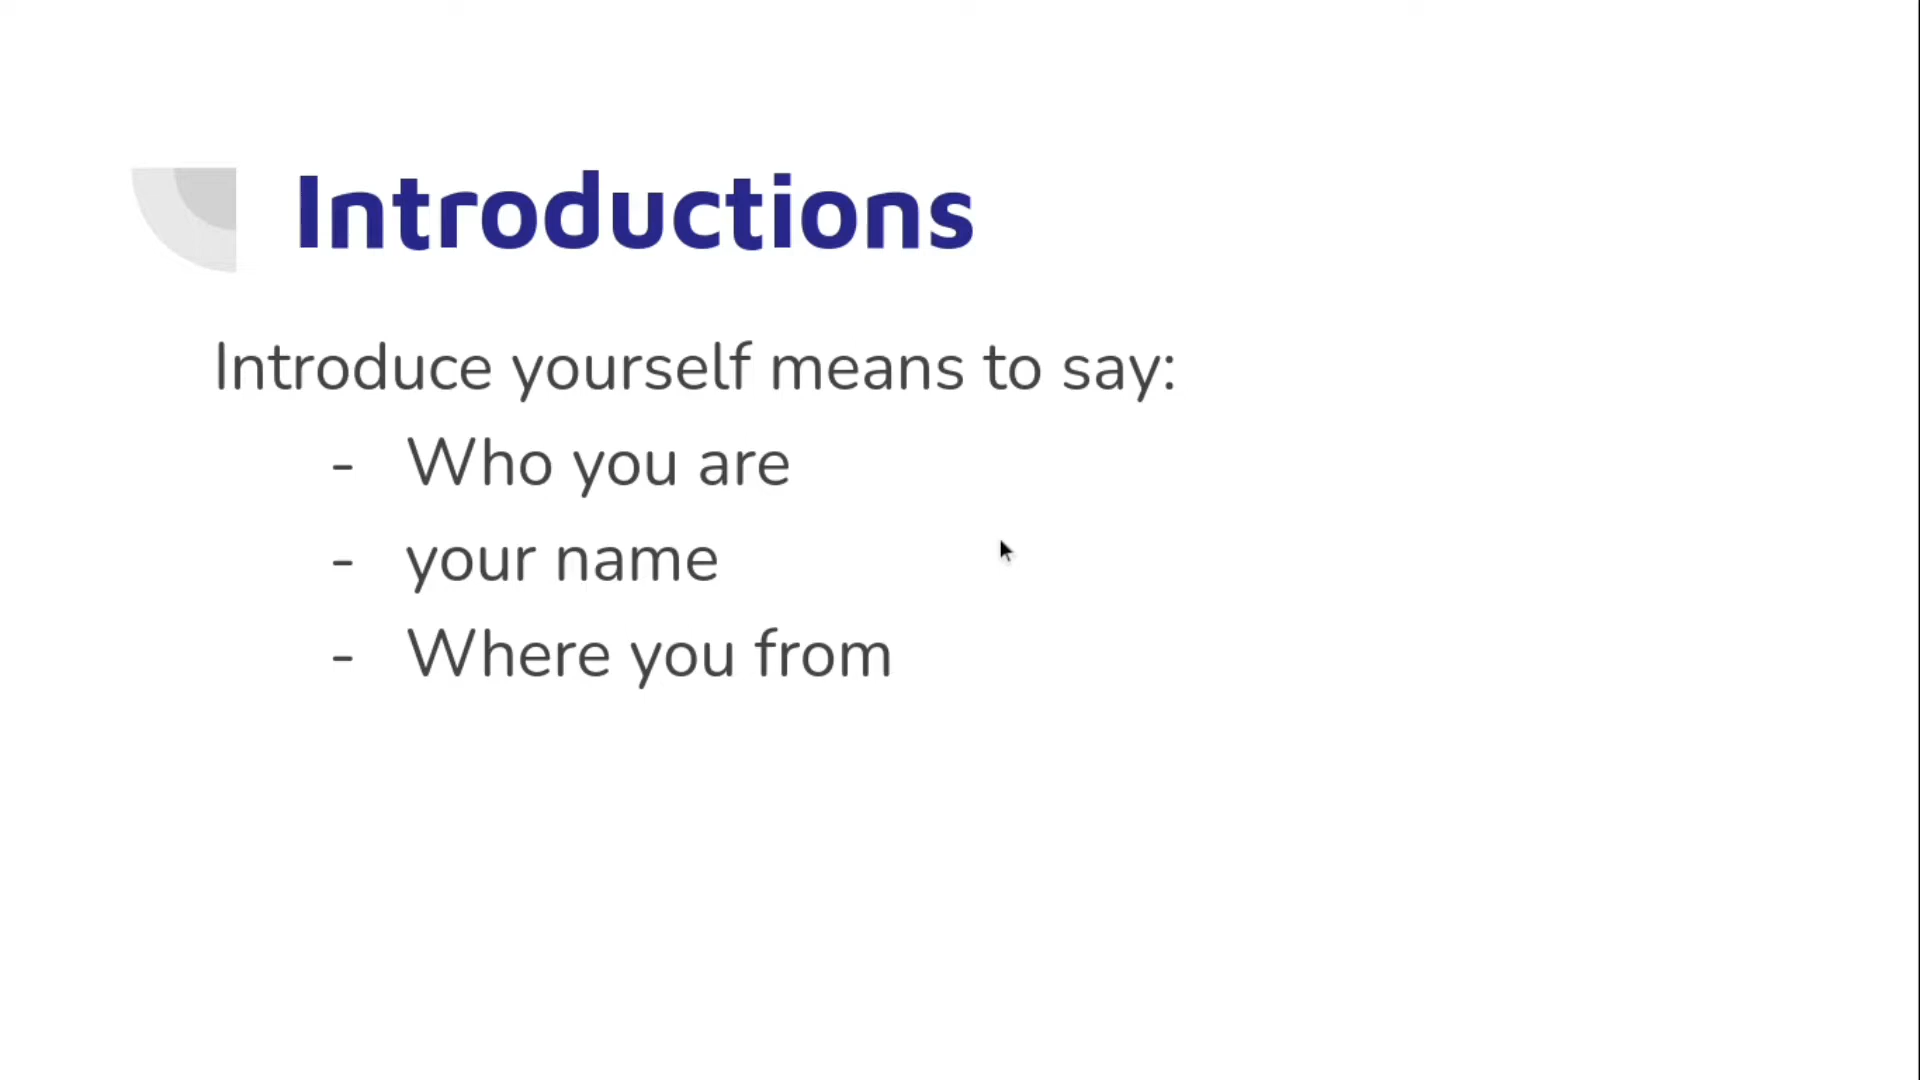 Introductions
Introduce yourself means to say:
- Who you are
- your name
- Where you from